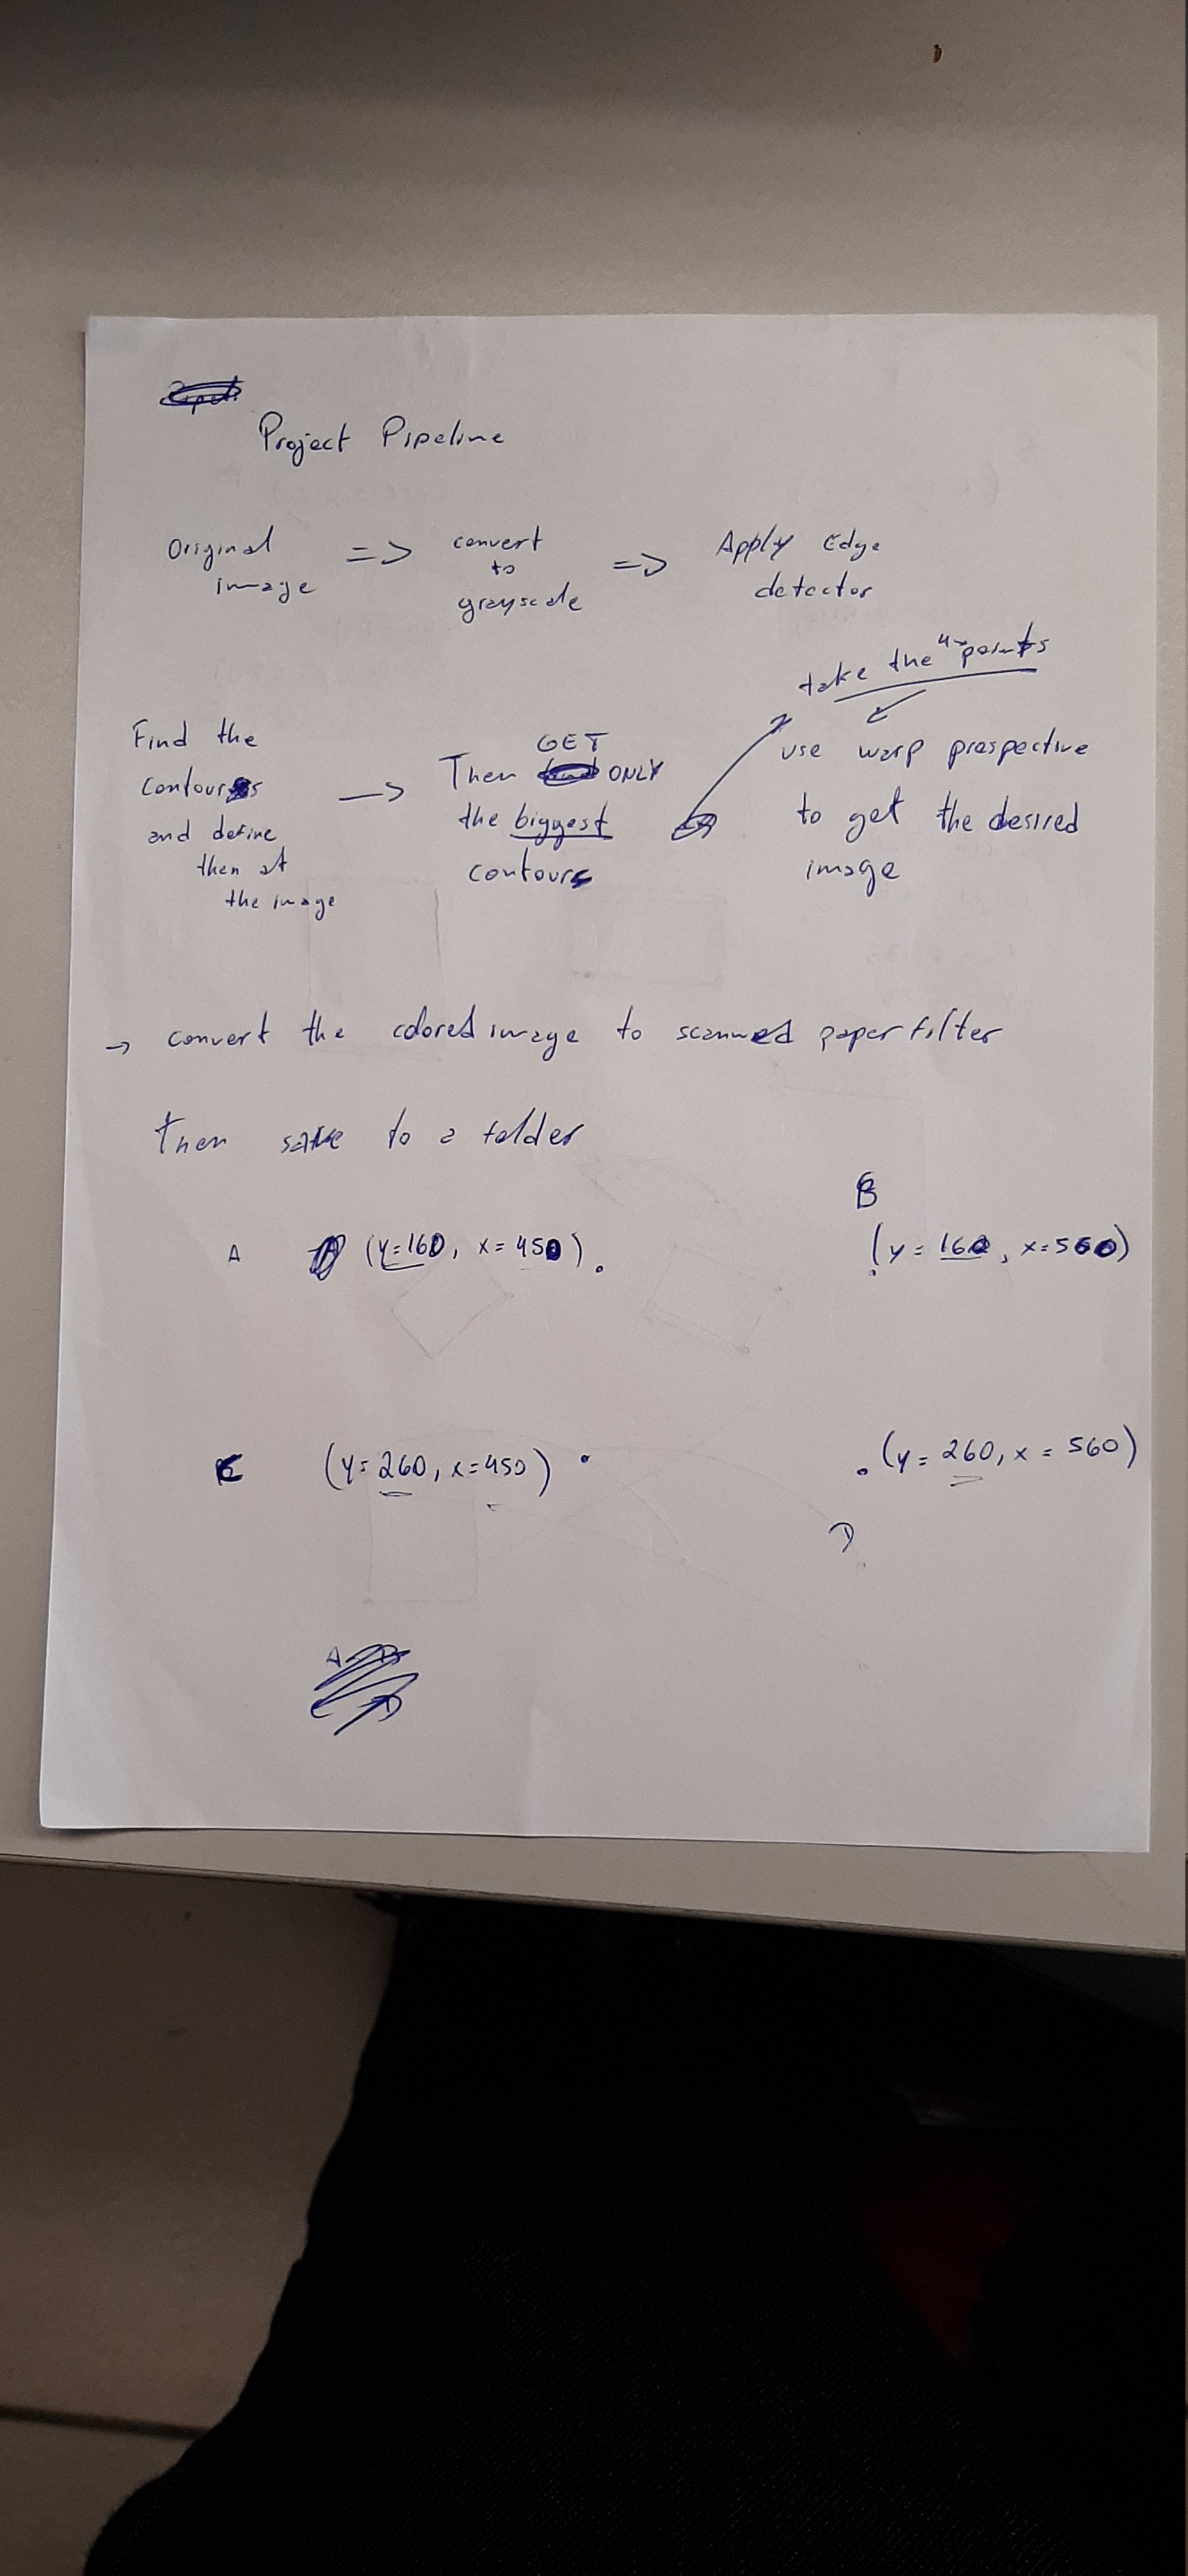 Project Pipeline
Original => convert => Apply Edge
image to detector
grayscale
take the 4 points
Find the GET use warp prospective
contours -> Then ONLY to get the desired
and define the biggest image
then at contours
the image
-> convert the colored image to scanned paper filter
then save to a folder
B
A (y=160, x=450) (y=160, x=560)
C (y=260, x=450) (y=260, x=560)